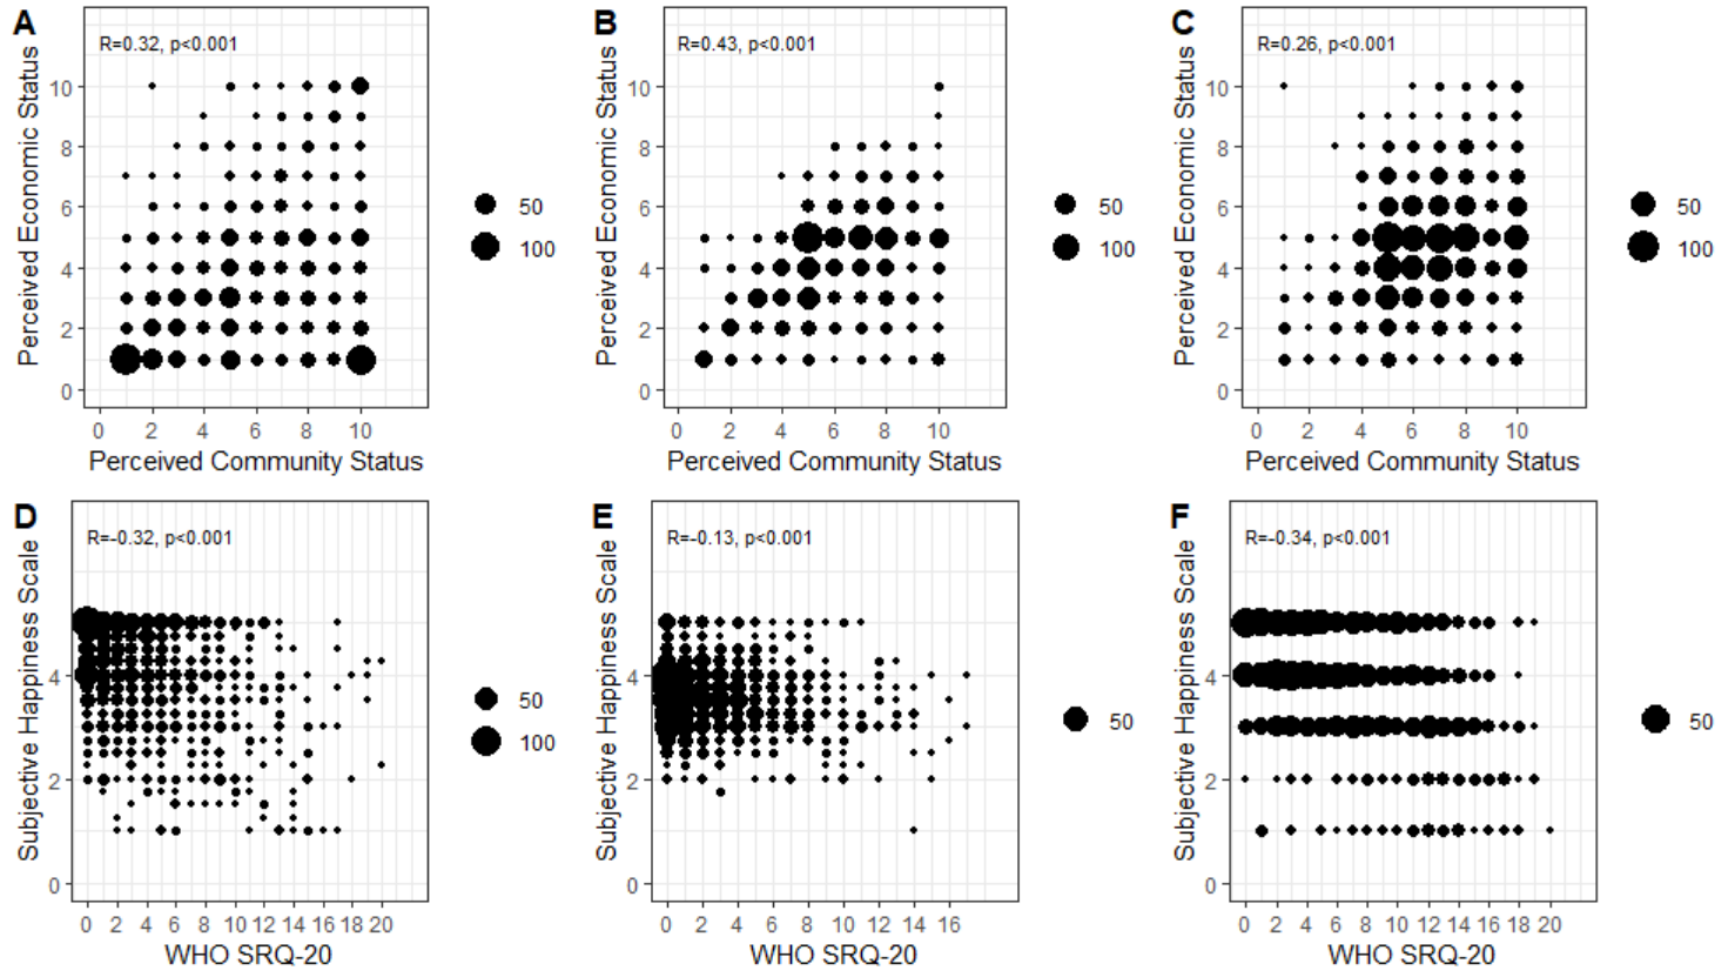 A
R=0.32, p<0.001
Perceived Economic Status
10
8
6
4
2
0
0 2 4 6 8 10
Perceived Community Status
50
100
B
R=0.43, p<0.001
Perceived Economic Status
10
8
6
4
2
0
0 2 4 6 8 10
Perceived Community Status
50
100
C
R=0.26, p<0.001
Perceived Economic Status
10
8
6
4
2
0
0 2 4 6 8 10
Perceived Community Status
50
100
D
R=-0.32, p<0.001
Subjective Happiness Scale
4
2
0
0 2 4 6 8 10 12 14 16 18 20
WHO SRQ-20
50
100
E
R=-0.13, p<0.001
Subjective Happiness Scale
4
2
0
0 2 4 6 8 10 12 14 16
WHO SRQ-20
50
F
R=-0.34, p<0.001
Subjective Happiness Scale
4
2
0
0 2 4 6 8 10 12 14 16 18 20
WHO SRQ-20
50